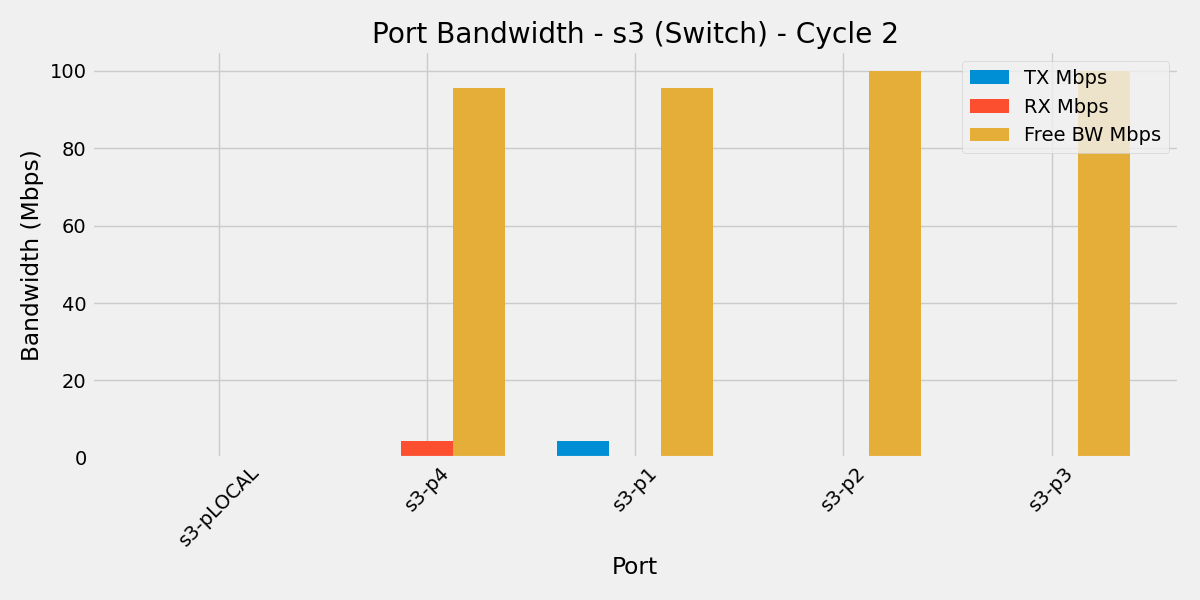 Port Bandwidth - s3 (Switch) - Cycle 2
TX Mbps
RX Mbps
Free BW Mbps
Bandwidth (Mbps)
100
80
60
40
20
0
s3-pLOCAL
s3-p4
s3-p1
s3-p2
s3-p3
Port